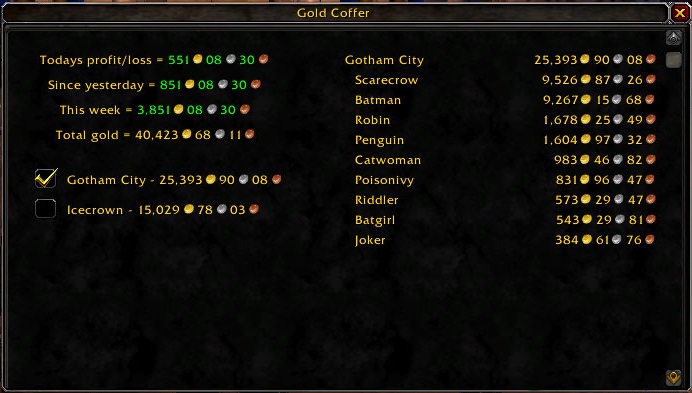 Gold Coffer
Todays profit/loss = 551 08 30
Since yesterday = 851 08 30
This week = 3,851 08 30
Total gold = 40,423 68 11
Gotham City - 25,393 90 08
Icecrown - 15,029 78 03
Gotham City 25,393 90 08
Scarecrow 9,526 87 26
Batman 9,267 15 68
Robin 1,678 25 49
Penguin 1,604 97 32
Catwoman 983 46 82
Poisonivy 831 96 47
Riddler 573 29 47
Batgirl 543 29 81
Joker 384 61 76